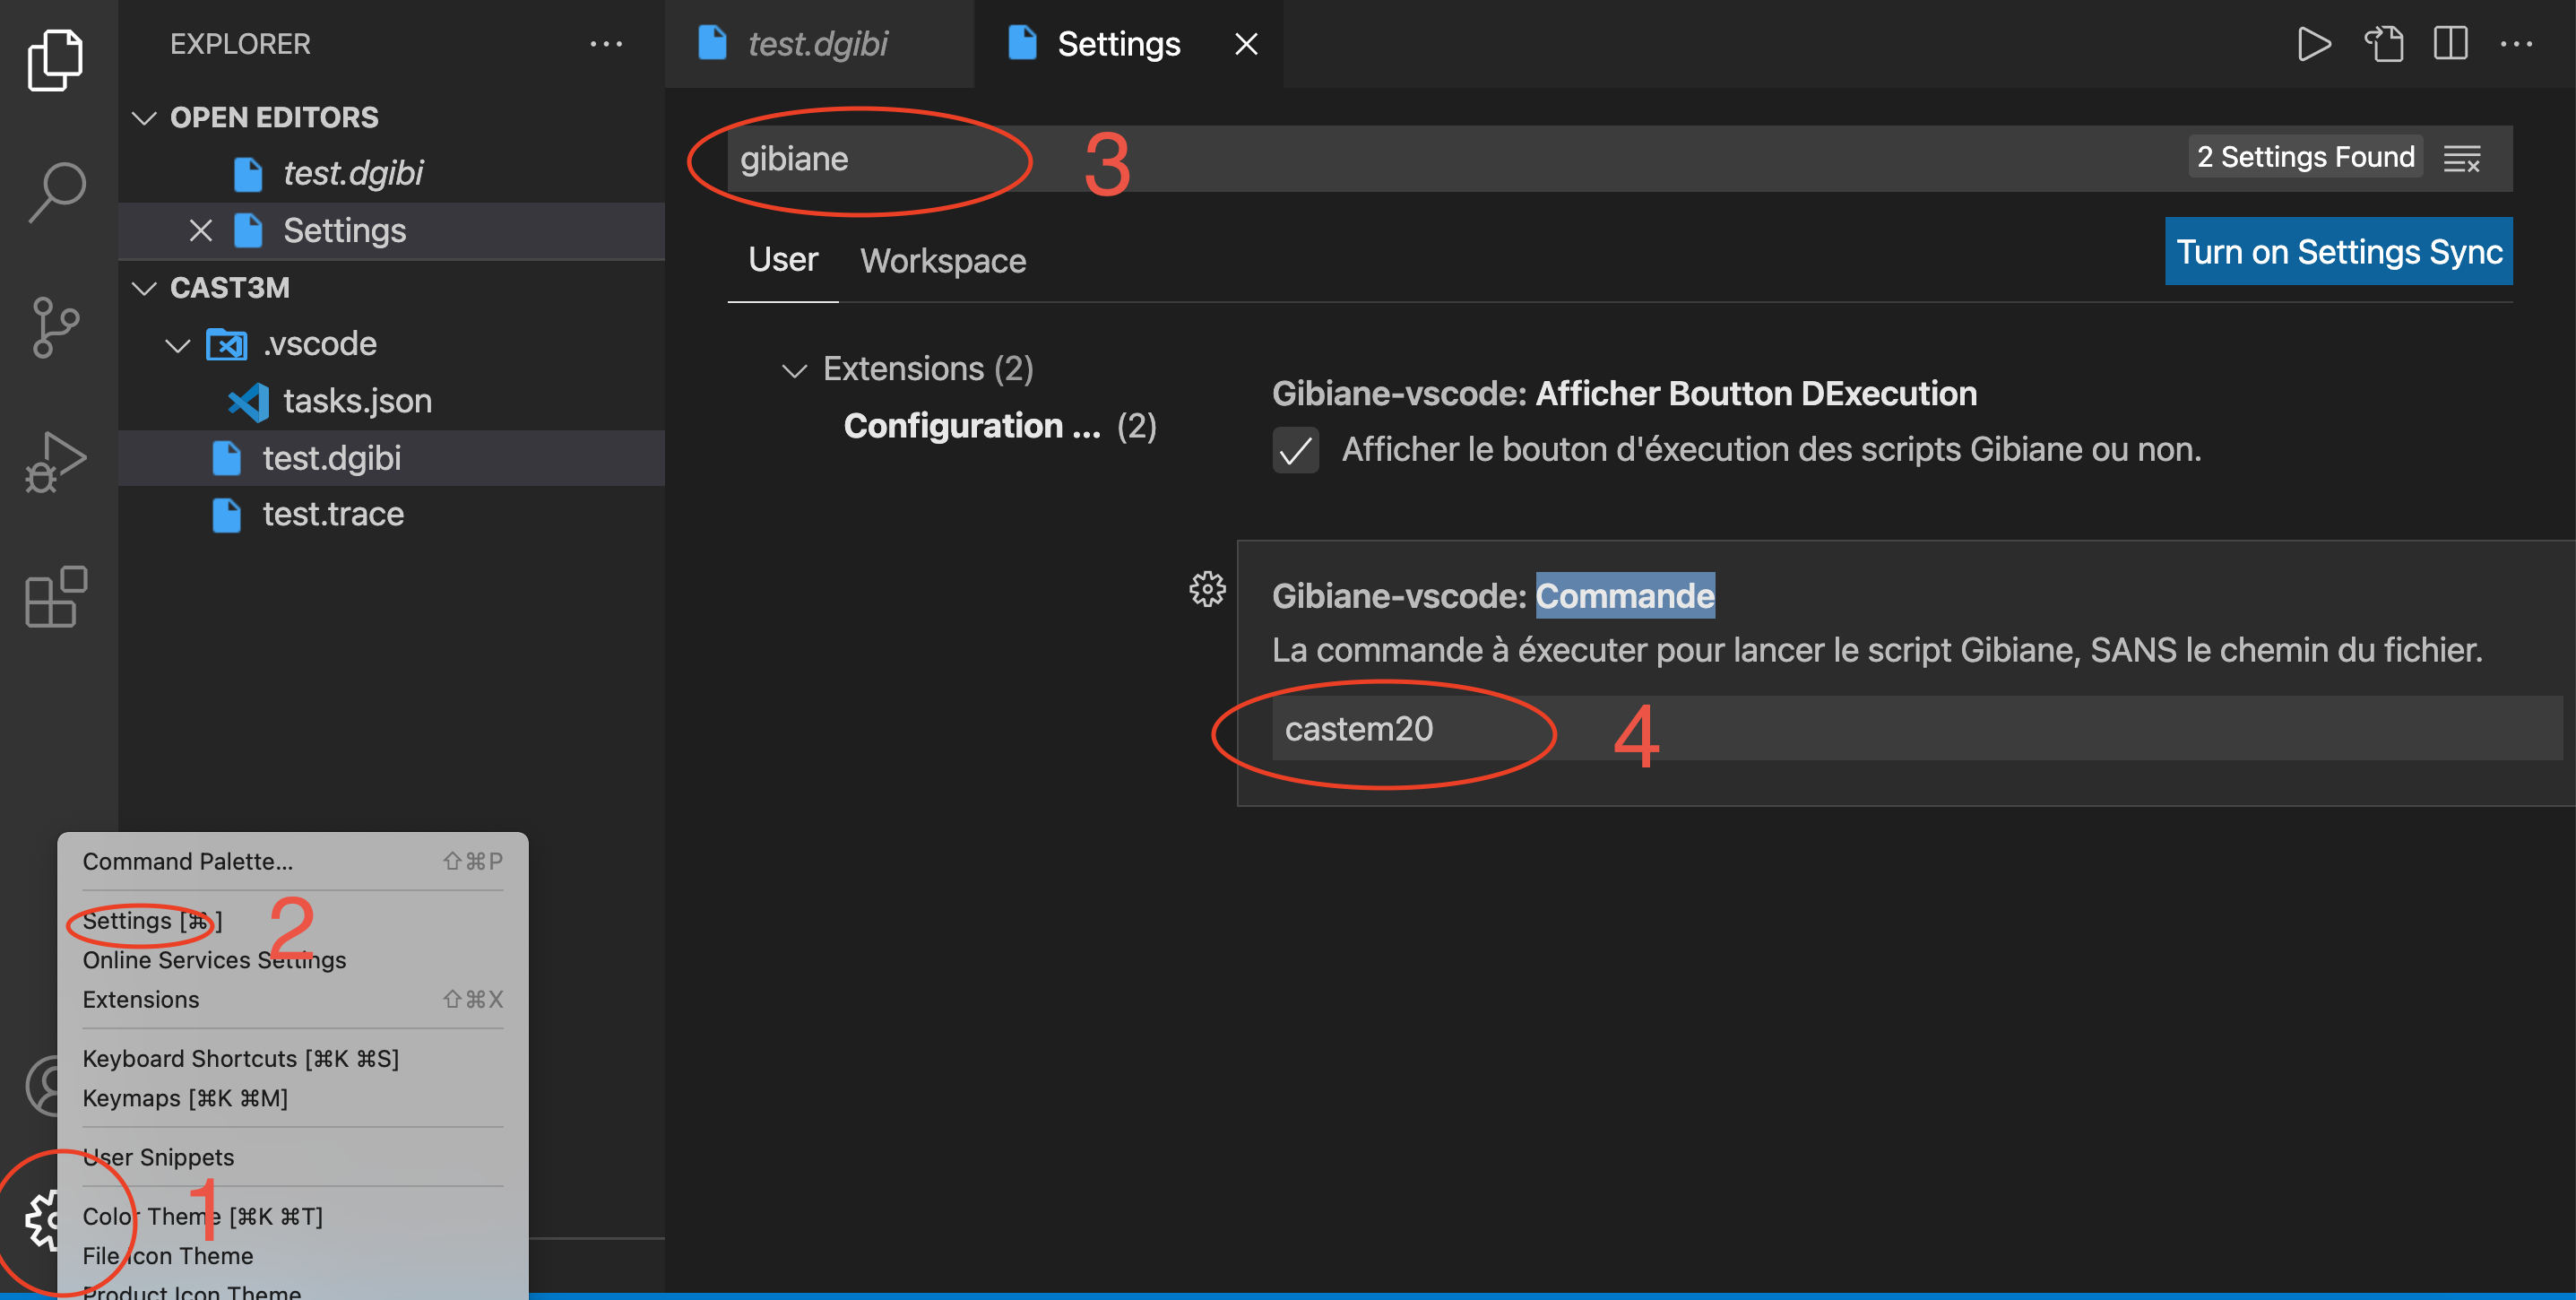 EXPLORER
OPEN EDITORS
test.dgibi
Settings
CAST3M
.vscode
tasks.json
test.dgibi
test.trace
test.dgibi
Settings
gibiane
3
2 Settings Found
User
Workspace
Turn on Settings Sync
Extensions (2)
Configuration ... (2)
Gibiane-vscode: Afficher Boutton DExecution
Afficher le bouton d'éxecution des scripts Gibiane ou non.
Gibiane-vscode: Commande
La commande à éxecuter pour lancer le script Gibiane, SANS le chemin du fichier.
castem20
4
Command Palette... ⇧⌘P
Settings [⌘,]
2
Online Services Settings
Extensions ⇧⌘X
Keyboard Shortcuts [⌘K ⌘S]
Keymaps [⌘K ⌘M]
User Snippets
1
Color Theme [⌘K ⌘T]
File Icon Theme
Product Icon Theme